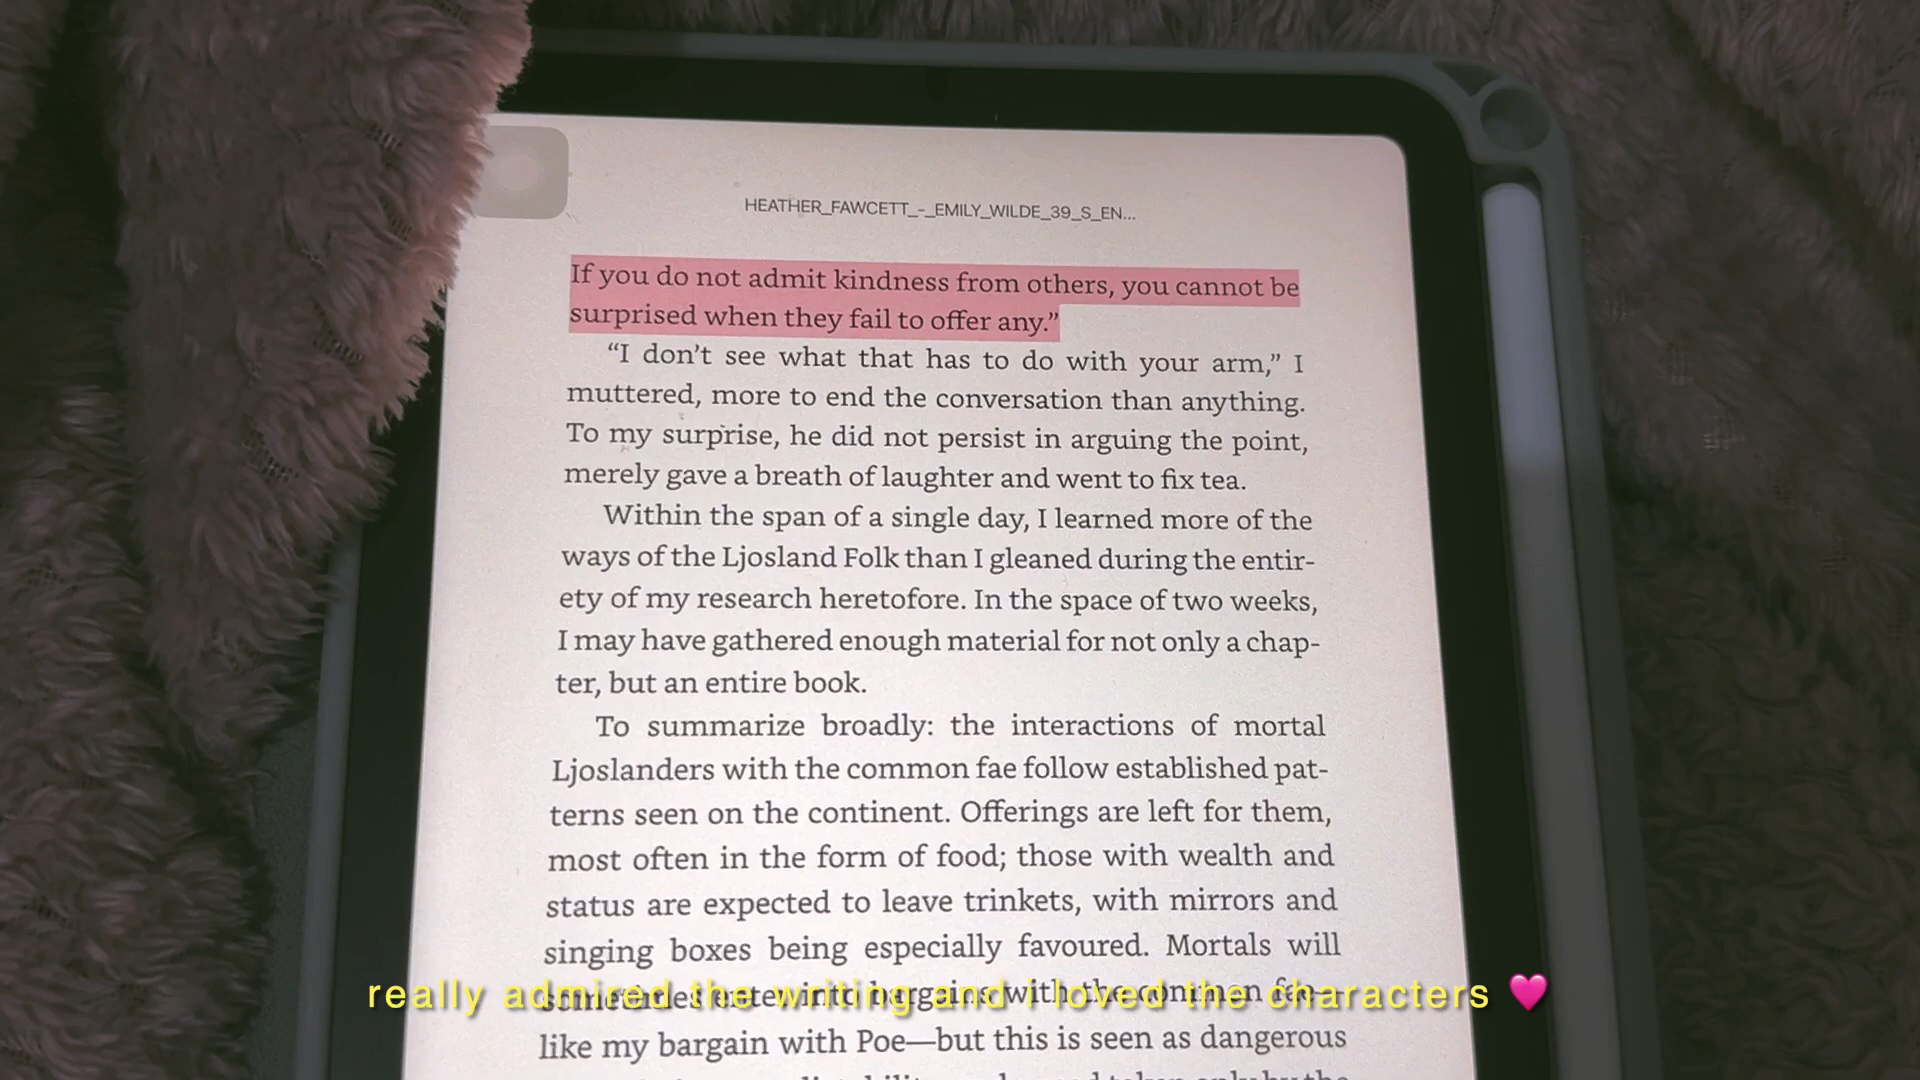 HEATHER_FAWCETT_-_EMILY_WILDE_39_S_EN...
If you do not admit kindness from others, you cannot be
surprised when they fail to offer any.”
“I don’t see what that has to do with your arm,” I
muttered, more to end the conversation than anything.
To my surprise, he did not persist in arguing the point,
merely gave a breath of laughter and went to fix tea.
Within the span of a single day, I learned more of the
ways of the Ljosland Folk than I gleaned during the entir-
ety of my research heretofore. In the space of two weeks,
I may have gathered enough material for not only a chap-
ter, but an entire book.
To summarize broadly: the interactions of mortal
Ljoslanders with the common fae follow established pat-
terns seen on the continent. Offerings are left for them,
most often in the form of food; those with wealth and
status are expected to leave trinkets, with mirrors and
singing boxes being especially favoured. Mortals will
sometimes enter into bargains with the common fae—
really admired the writing and i loved the characters 💗
like my bargain with Poe—but this is seen as dangerous